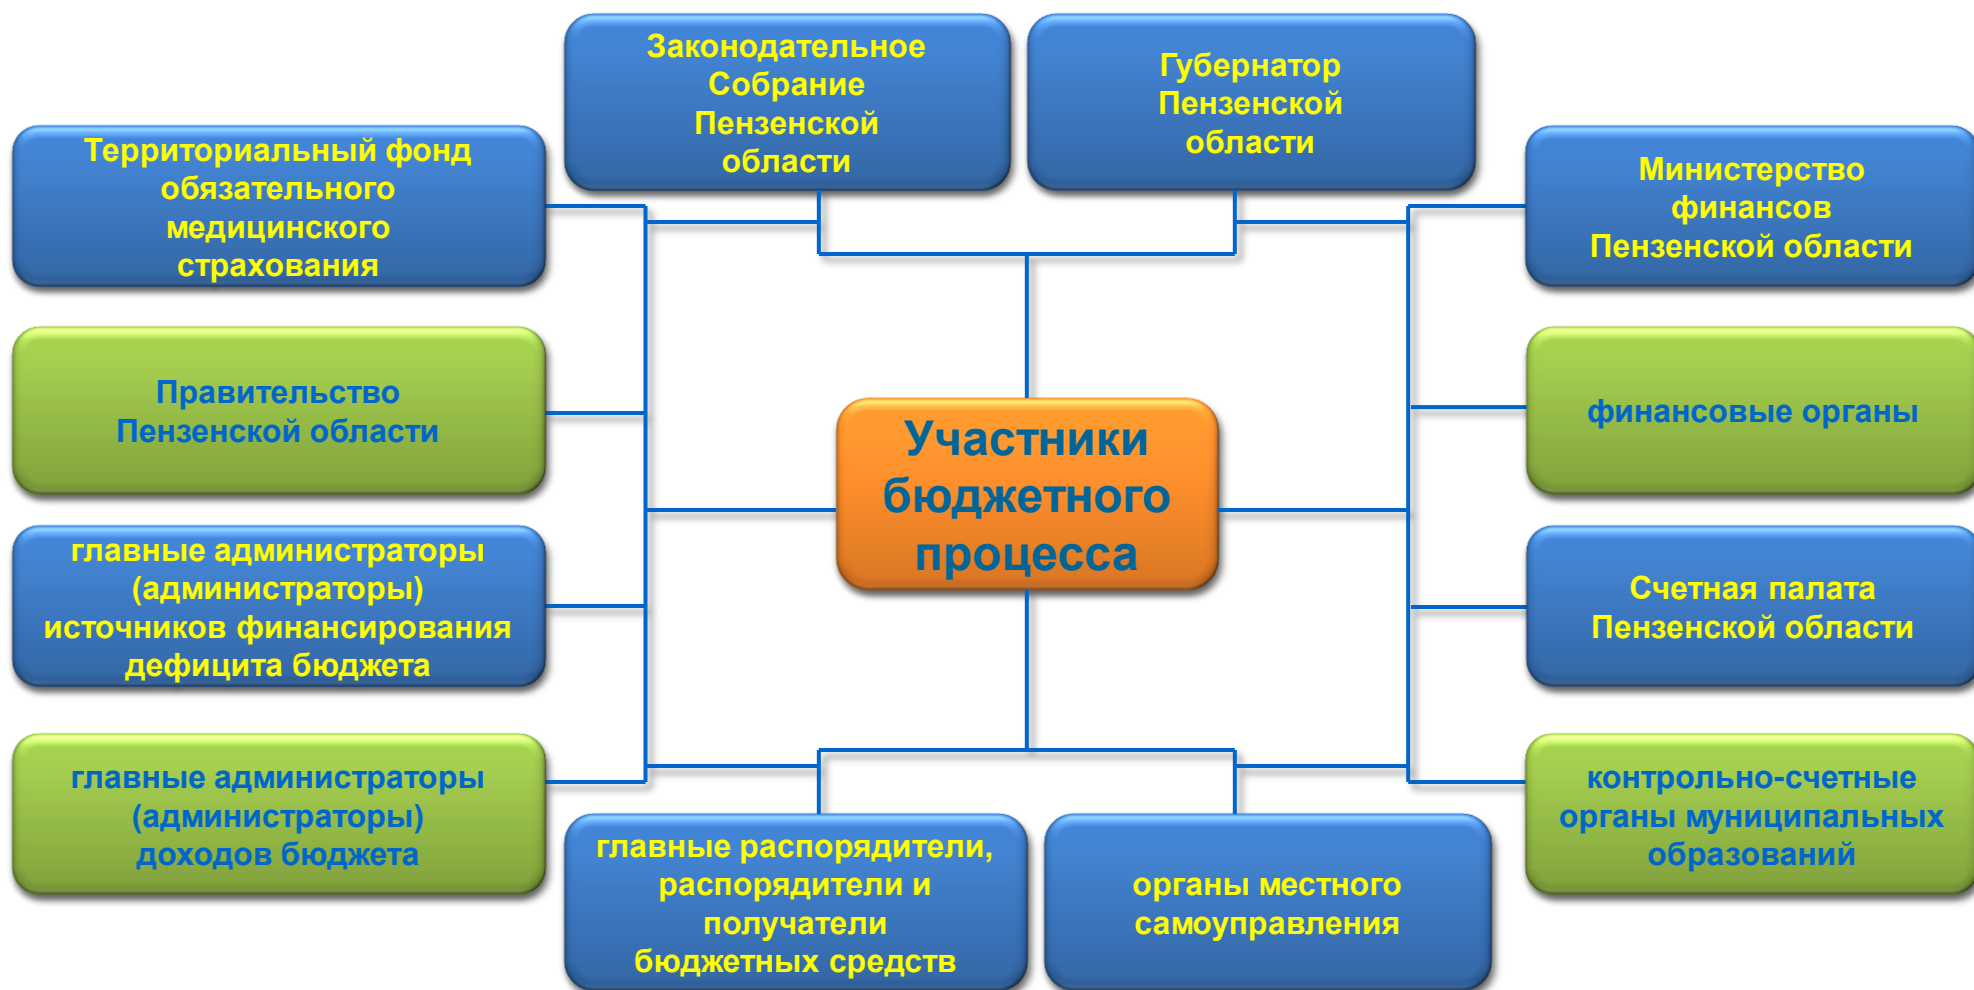 Законодательное
Собрание
Пензенской
области
Губернатор
Пензенской
области
Территориальный фонд
обязательного
медицинского
страхования
Министерство
финансов
Пензенской области
Правительство
Пензенской области
финансовые органы
Участники
бюджетного
процесса
главные администраторы
(администраторы)
источников финансирования
дефицита бюджета
Счетная палата
Пензенской области
главные администраторы
(администраторы)
доходов бюджета
контрольно-счетные
органы муниципальных
образований
главные распорядители,
распорядители и
получатели
бюджетных средств
органы местного
самоуправления